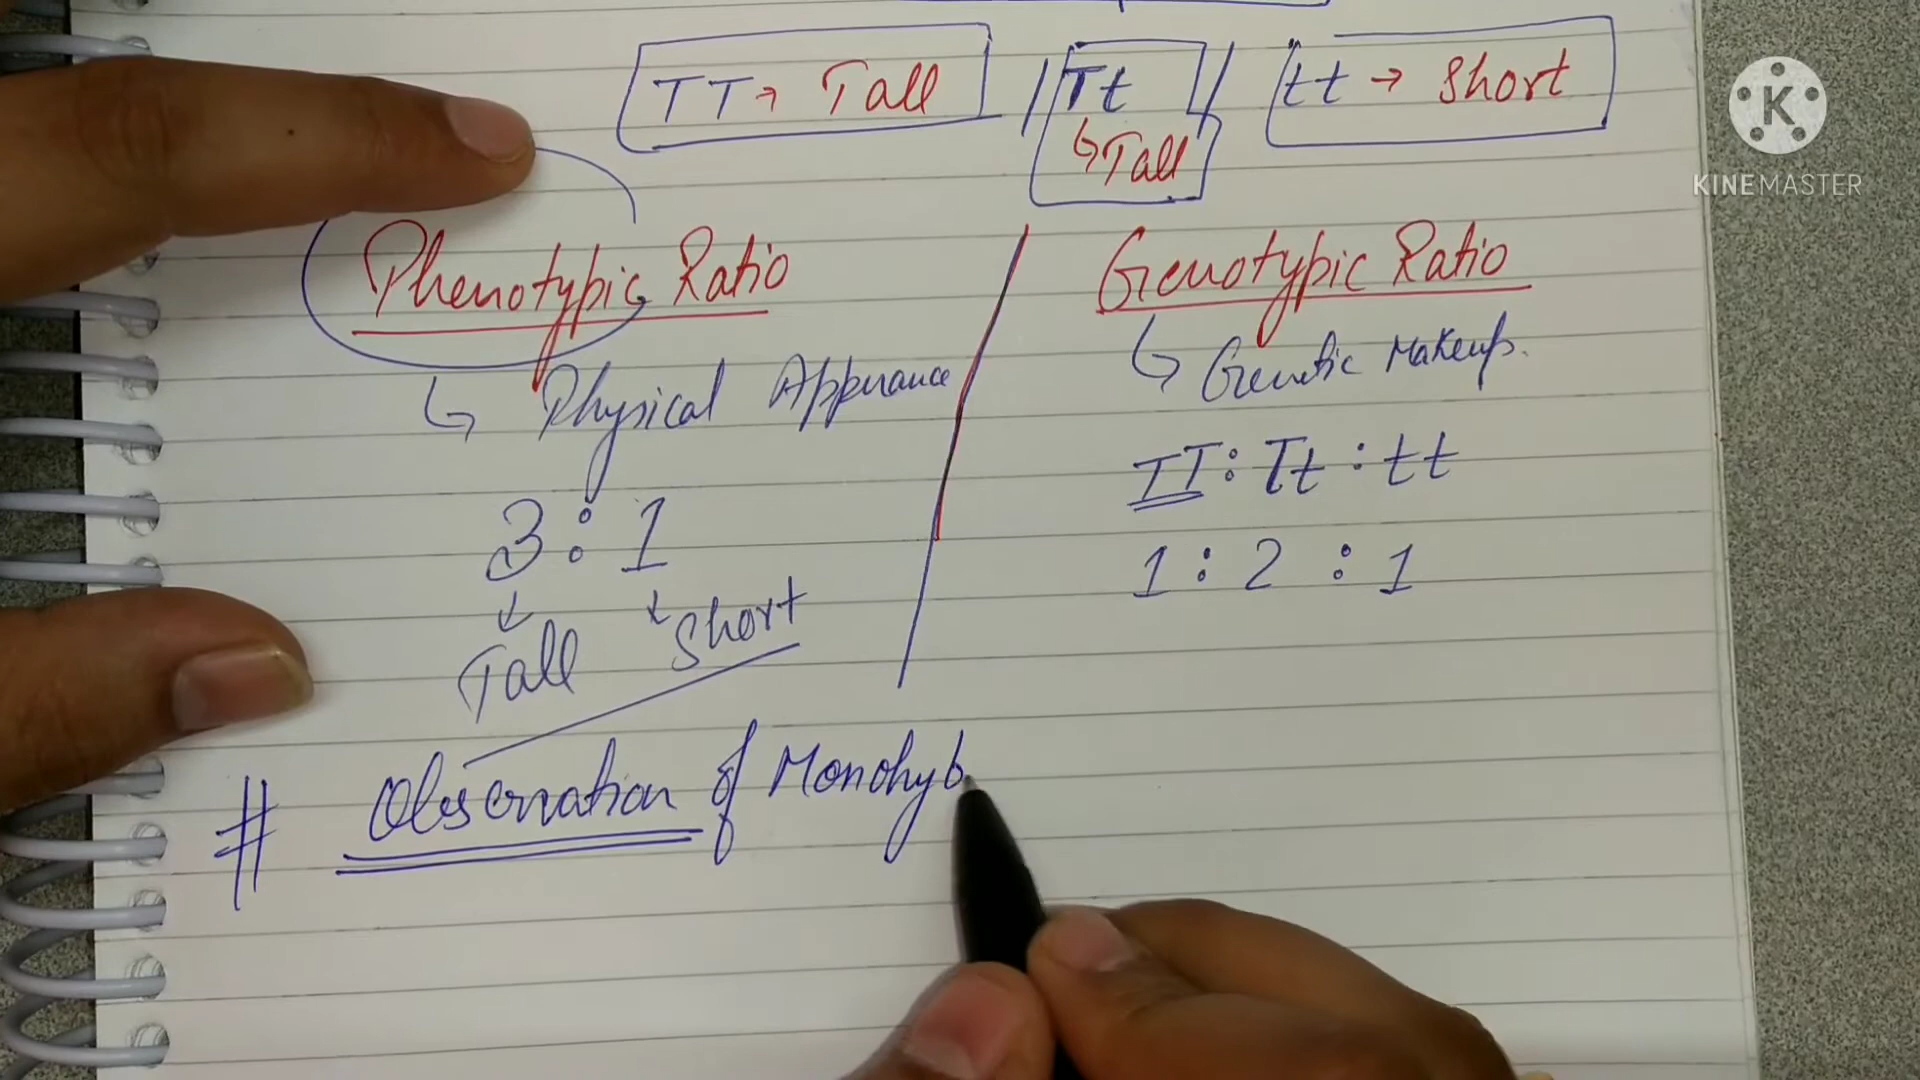 TT → Tall / Tt / tt → Short
↳ Tall
K
KINEMASTER
Phenotypic Ratio
Genotypic Ratio
↳ Physical Apperance
↳ Genetic Makeup.
TT : Tt : tt
3 : 1
1 : 2 : 1
Tall Short
# Observation of Monohyb